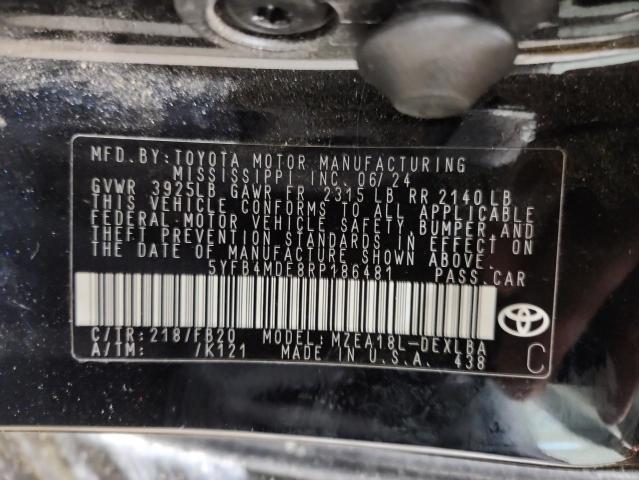 MFD.BY:TOYOTA MOTOR MANUFACTURING
MISSISSIPPI, INC. 06/24
GVWR 3925LB GAWR FR 2315 LB RR 2140 LB
THIS VEHICLE CONFORMS TO ALL APPLICABLE
FEDERAL MOTOR VEHICLE SAFETY, BUMPER AND
THEFT PREVENTION STANDARDS IN EFFECT ON
THE DATE OF MANUFACTURE SHOWN ABOVE.
5YFB4MDE8RP186481 PASS.CAR
C/TR:218/FB20 MODEL:MZEA18L-DEXLBA
A/TM: /K121 MADE IN U.S.A. 438
C